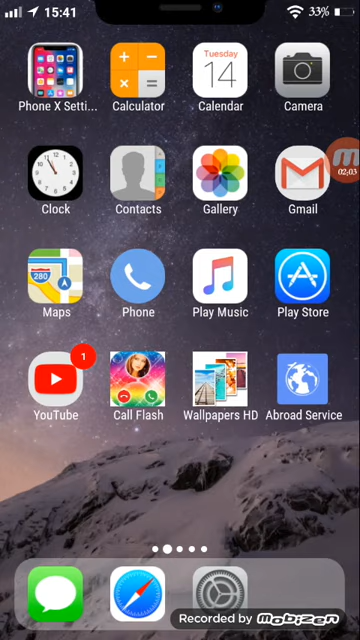 15:41
33%
Phone X Setti...
Calculator
Tuesday
14
Calendar
Camera
02:03
Clock
Contacts
Gallery
Gmail
280
Maps
Phone
Play Music
Play Store
1
YouTube
Call Flash
Wallpapers HD
Abroad Service
Recorded by Mobizen